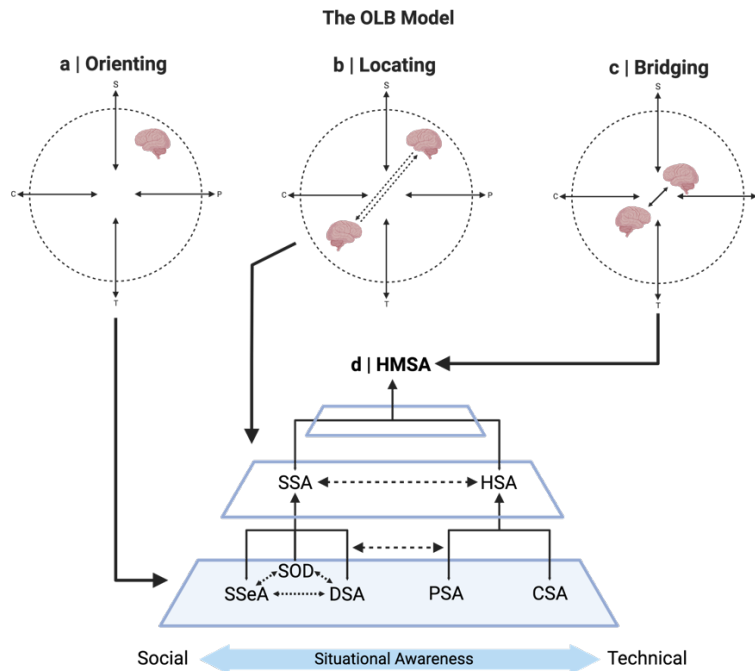 The OLB Model
a | Orienting
b | Locating
c | Bridging
S
S
S
C
P
C
P
C
T
T
T
d | HMSA
SSA
HSA
SOD
SSeA
DSA
PSA
CSA
Social
Situational Awareness
Technical